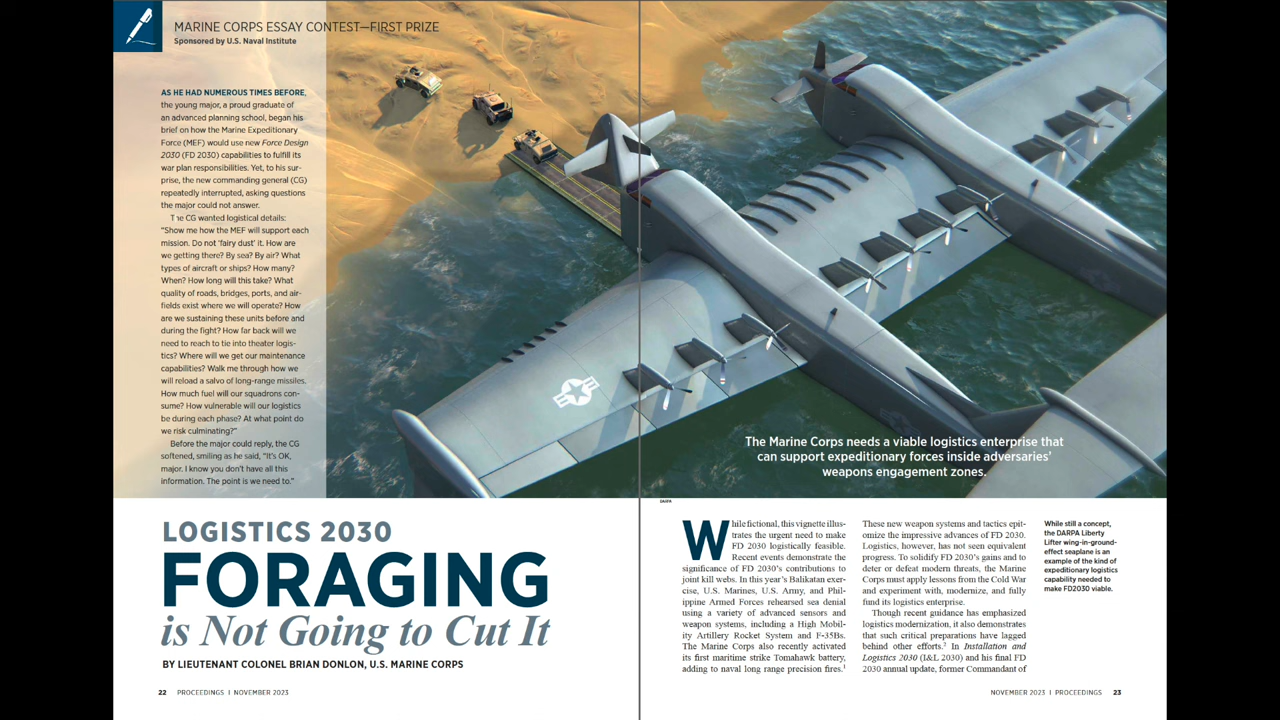 MARINE CORPS ESSAY CONTEST—FIRST PRIZE
Sponsored by U.S. Naval Institute
AS HE HAD NUMEROUS TIMES BEFORE,
the young major, a proud graduate of
an advanced planning school, began his
brief on how the Marine Expeditionary
Force (MEF) would use new Force Design
2030 (FD 2030) capabilities to fulfill its
war plan responsibilities. Yet, to his sur-
prise, the new commanding general (CG)
repeatedly interrupted, asking questions
the major could not answer.
The CG wanted logistical details:
“Show me how the MEF will support each
mission. Do not ‘fairy dust’ it. How are
we getting there? By sea? By air? What
types of aircraft or ships? How many?
When? How long will this take? What
quality of roads, bridges, ports, and air-
fields exist where we will operate? How
are we sustaining these units before and
during the fight? How far back will we
need to reach to tie into theater logis-
tics? Where will we get our maintenance
capabilities? Walk me through how we
will reload a salvo of long-range missiles.
How much fuel will our squadrons con-
sume? How vulnerable will our logistics
be during each phase? At what point do
we risk culminating?”
Before the major could reply, the CG
softened, smiling as he said, “It’s OK,
major. I know you don’t have all this
information. The point is we need to.”
The Marine Corps needs a viable logistics enterprise that
can support expeditionary forces inside adversaries’
weapons engagement zones.
DARPA
LOGISTICS 2030
FORAGING
is Not Going to Cut It
BY LIEUTENANT COLONEL BRIAN DONLON, U.S. MARINE CORPS
While fictional, this vignette illus-
trates the urgent need to make
FD 2030 logistically feasible.
Recent events demonstrate the
significance of FD 2030’s contributions to
joint kill webs. In this year’s Balikatan exer-
cise, U.S. Marines, U.S. Army, and Phil-
ippine Armed Forces rehearsed sea denial
using a variety of advanced sensors and
weapon systems, including a High Mobil-
ity Artillery Rocket System and F-35Bs.
The Marine Corps also recently activated
its first maritime strike Tomahawk battery,
adding to naval long range precision fires.1
These new weapon systems and tactics epit-
omize the impressive advances of FD 2030.
Logistics, however, has not seen equivalent
progress. To solidify FD 2030’s gains and to
deter or defeat modern threats, the Marine
Corps must apply lessons from the Cold War
and experiment with, modernize, and fully
fund its logistics enterprise.
Though recent guidance has emphasized
logistics modernization, it also demonstrates
that such critical preparations have lagged
behind other efforts.2 In Installation and
Logistics 2030 (I&L 2030) and his final FD
2030 annual update, former Commandant of
While still a concept,
the DARPA Liberty
Lifter wing-in-ground-
effect seaplane is an
example of the kind of
expeditionary logistics
capability needed to
make FD2030 viable.
22 PROCEEDINGS | NOVEMBER 2023
NOVEMBER 2023 | PROCEEDINGS 23